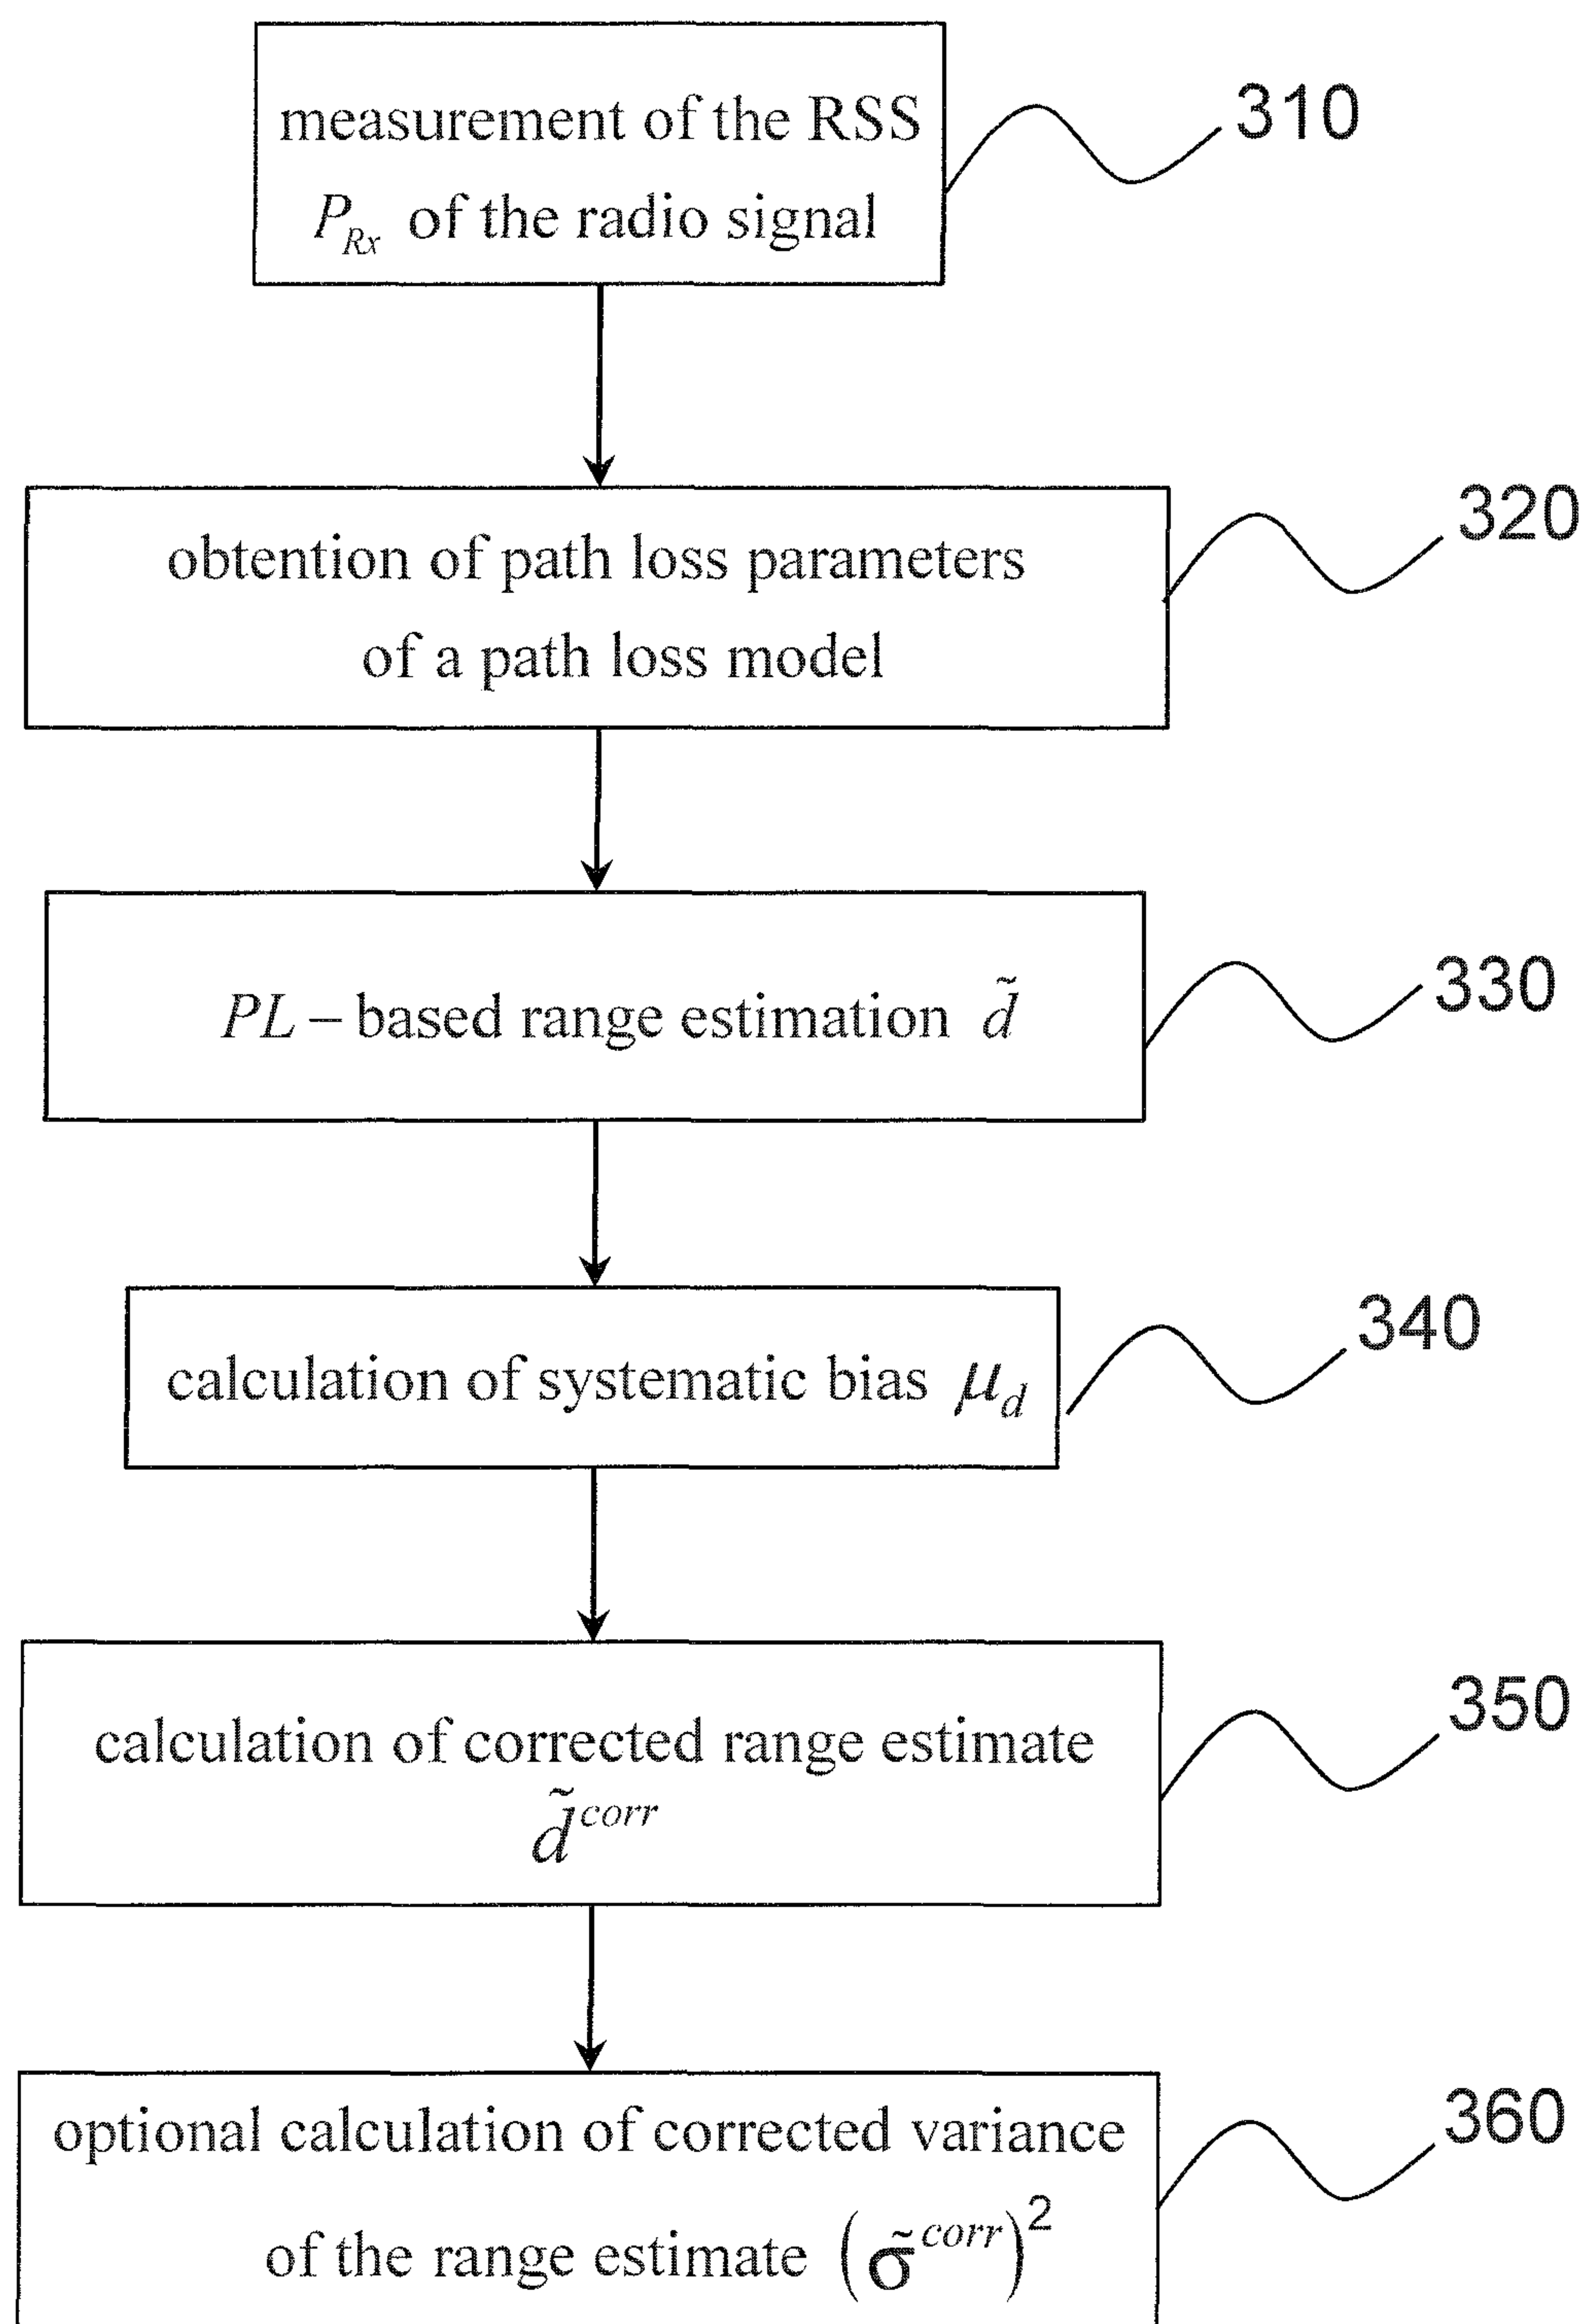 measurement of the RSS
P_Rx of the radio signal
310
obtention of path loss parameters
of a path loss model
320
PL – based range estimation d̃
330
calculation of systematic bias μ_d
340
calculation of corrected range estimate
d̃^corr
350
optional calculation of corrected variance
of the range estimate (σ̃^corr)^2
360